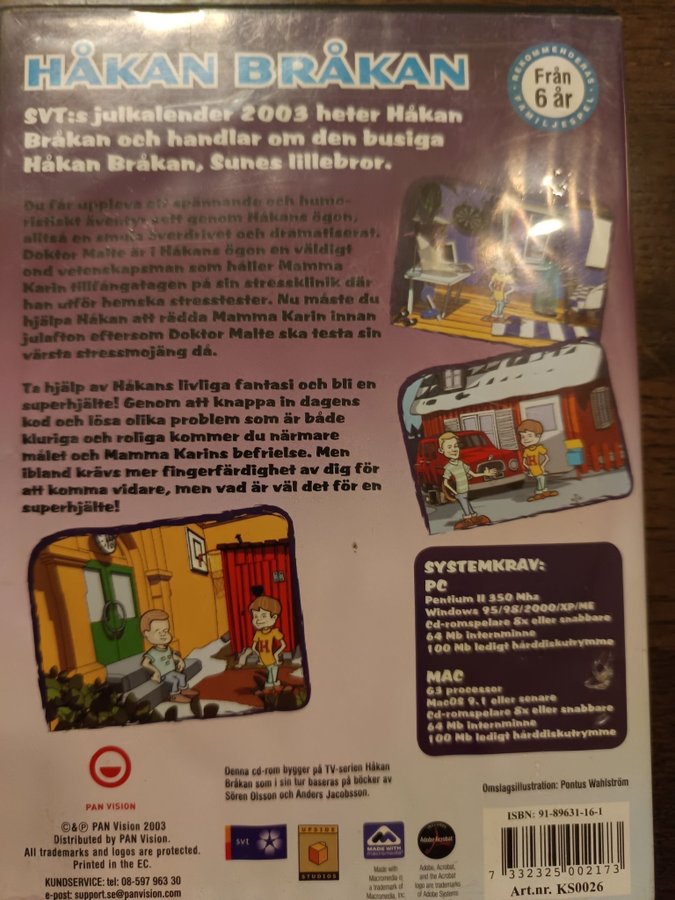 HÅKAN BRÅKAN
REKOMMENDERAS
Från
6 år
FAMILJESPEL
SVT:s julkalender 2003 heter Håkan
Bråkan och handlar om den busiga
Håkan Bråkan, Sunes lillebror.
Du får uppleva ett spännande och humo-
ristiskt äventyr sett genom Håkans ögon,
alltså en smula överdrivet och dramatiserat.
Doktor Malte är i Håkans ögon en väldigt
ond vetenskapsman som håller Mamma
Karin tillfångatagen på sin stressklinik där
han utför hemska stresstester. Nu måste du
hjälpa Håkan att rädda Mamma Karin innan
julafton eftersom Doktor Malte ska testa sin
värsta stressmojäng då.
Ta hjälp av Håkans livliga fantasi och bli en
superhjälte! Genom att knappa in dagens
kod och lösa olika problem som är både
kluriga och roliga kommer du närmare
målet och Mamma Karins befrielse. Men
ibland krävs mer fingerfärdighet av dig för
att komma vidare, men vad är väl det för en
superhjälte!
SYSTEMKRAV:
PC
Pentium II 350 Mhz
Windows 95/98/2000/XP/ME
Cd-romspelare 8x eller snabbare
64 Mb internminne
100 Mb ledigt hårddiskutrymme
MAC
G3 processor
MacOS 9.1 eller senare
Cd-romspelare 8x eller snabbare
64 Mb internminne
100 Mb ledigt hårddiskutrymme
PAN VISION
Denna cd-rom bygger på TV-serien Håkan
Bråkan som i sin tur baseras på böcker av
Sören Olsson och Anders Jacobsson.
Omslagsillustration: Pontus Wahlström
©&℗ PAN Vision 2003
Distributed by PAN Vision.
All trademarks and logos are protected.
Printed in the EC.
KUNDSERVICE: tel: 08-597 963 30
e-post: support.se@panvision.com
svt
UPSIDE
STUDIOS
MADE WITH
macromedia
Made with
Macromedia is
a trademark of
Macromedia, Inc
Adobe Acrobat
Adobe, Acrobat,
and the Acrobat
logo are trademarks
of Adobe Systems
ISBN: 91-89631-16-1
7 332325 002173
Art.nr. KS0026